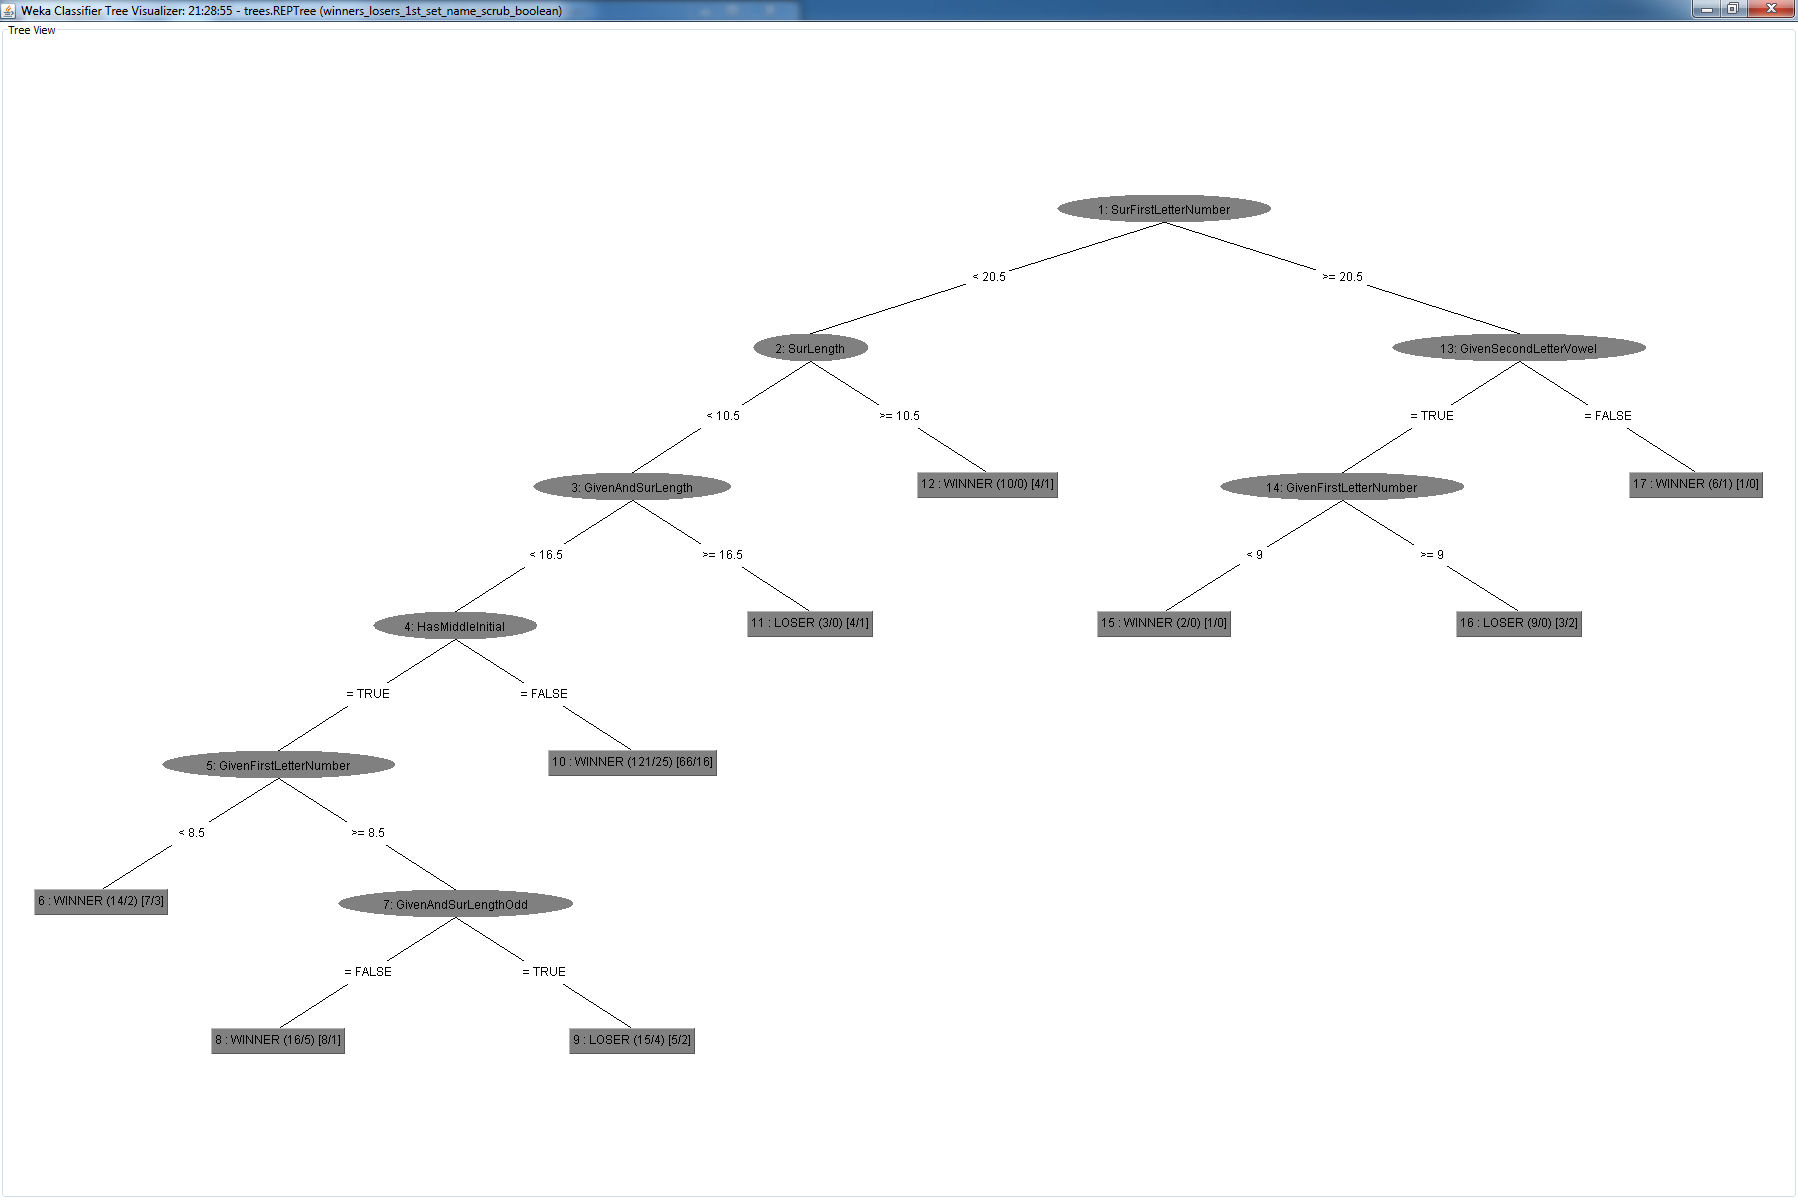 Weka Classifier Tree Visualizer: 21:28:55 - trees.REPTree (winners_losers_1st_set_name_scrub_boolean)
Tree View
1: SurFirstLetterNumber
< 20.5
>= 20.5
2: SurLength
13: GivenSecondLetterVowel
< 10.5
>= 10.5
= TRUE
= FALSE
3: GivenAndSurLength
12 : WINNER (10/0) [4/1]
14: GivenFirstLetterNumber
17 : WINNER (6/1) [1/0]
< 16.5
>= 16.5
< 9
>= 9
4: HasMiddleInitial
11 : LOSER (3/0) [4/1]
15 : WINNER (2/0) [1/0]
16 : LOSER (9/0) [3/2]
= TRUE
= FALSE
5: GivenFirstLetterNumber
10 : WINNER (121/25) [66/16]
< 8.5
>= 8.5
6 : WINNER (14/2) [7/3]
7: GivenAndSurLengthOdd
= FALSE
= TRUE
8 : WINNER (16/5) [8/1]
9 : LOSER (15/4) [5/2]